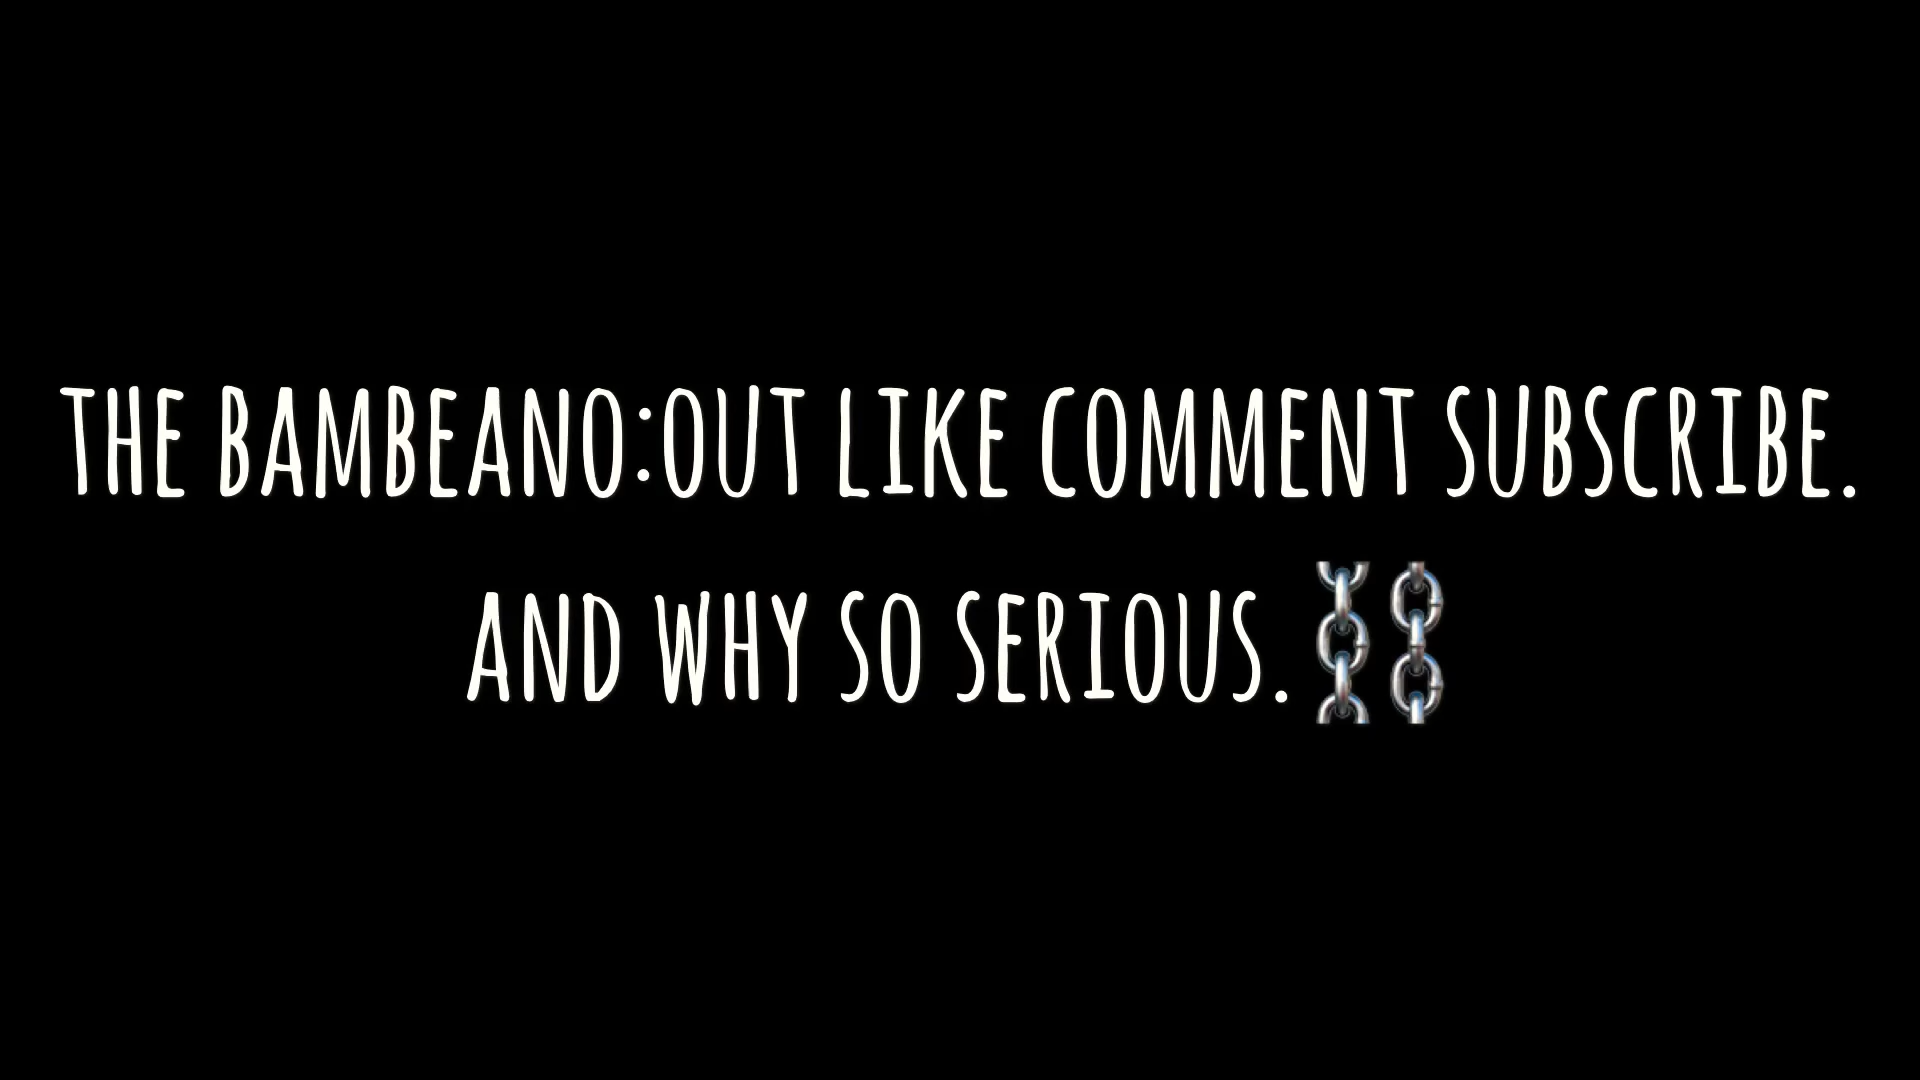 THE BAMBEANO:OUT LIKE COMMENT SUBSCRIBE.
AND WHY SO SERIOUS. ⛓️